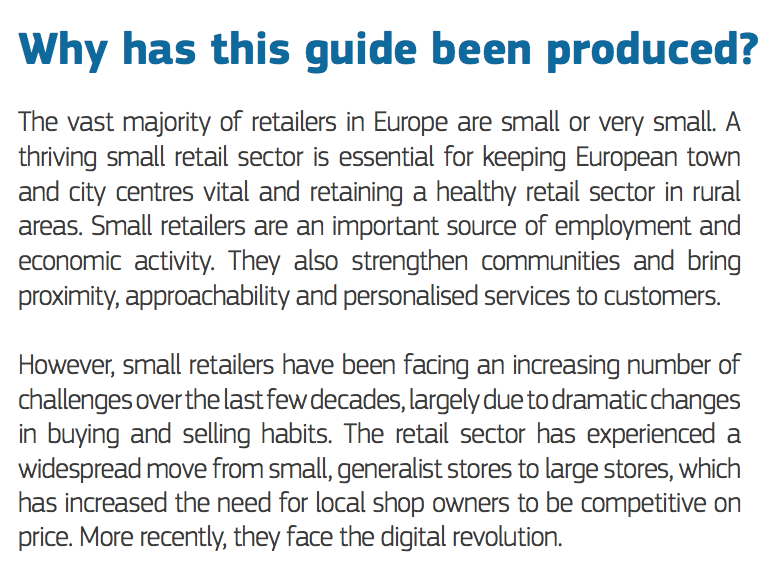 Why has this guide been produced?
The vast majority of retailers in Europe are small or very small. A
thriving small retail sector is essential for keeping European town
and city centres vital and retaining a healthy retail sector in rural
areas. Small retailers are an important source of employment and
economic activity. They also strengthen communities and bring
proximity, approachability and personalised services to customers.
However, small retailers have been facing an increasing number of
challenges over the last few decades, largely due to dramatic changes
in buying and selling habits. The retail sector has experienced a
widespread move from small, generalist stores to large stores, which
has increased the need for local shop owners to be competitive on
price. More recently, they face the digital revolution.